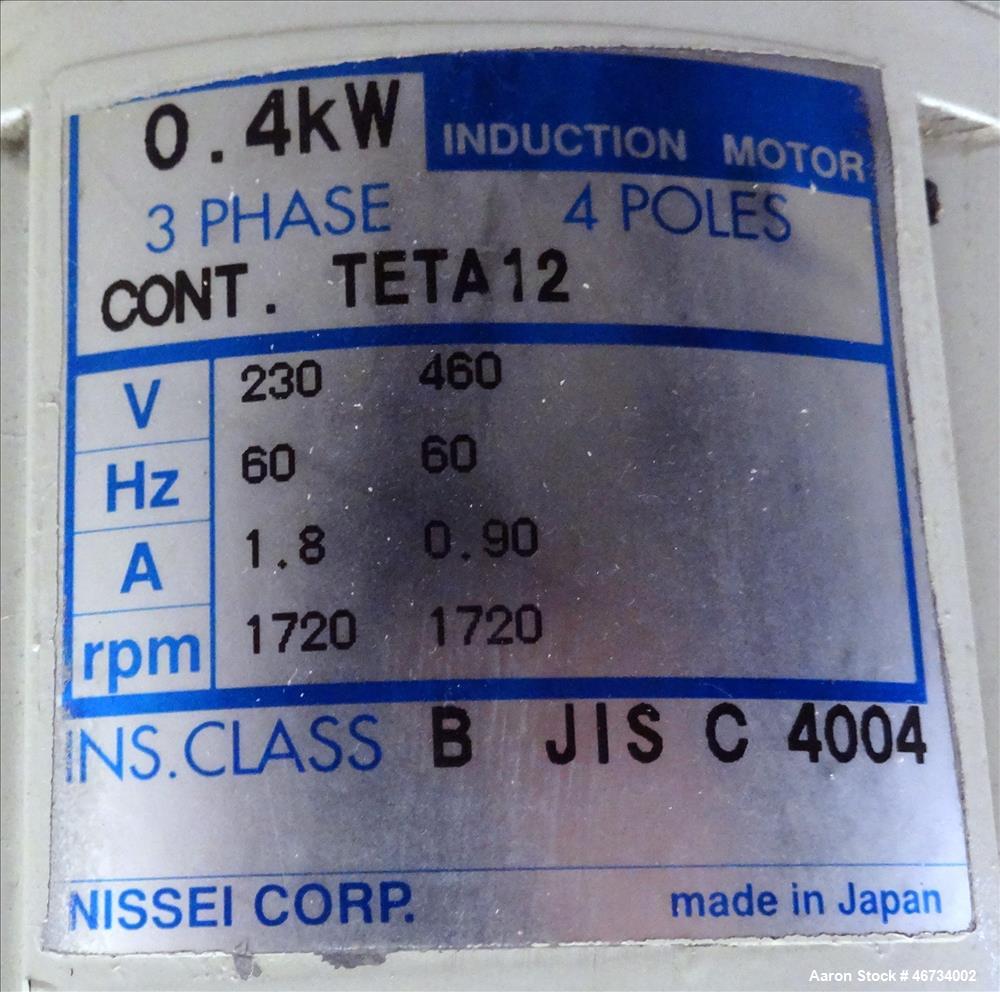 0.4kW INDUCTION MOTOR
3 PHASE 4 POLES
CONT. TETA12
V 230 460
Hz 60 60
A 1.8 0.90
rpm 1720 1720
INS.CLASS B JIS C 4004
NISSEI CORP. made in Japan
Aaron Stock # 46734002